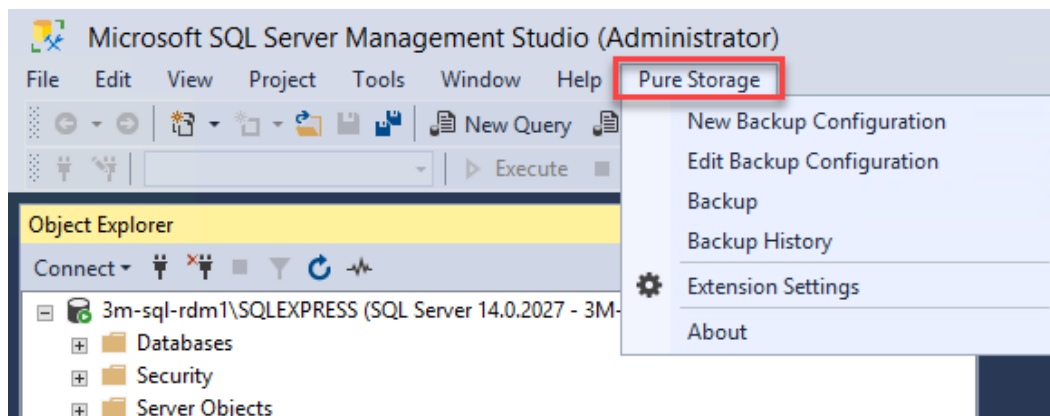 Microsoft SQL Server Management Studio (Administrator)
File Edit View Project Tools Window Help Pure Storage
New Query
Execute
New Backup Configuration
Edit Backup Configuration
Backup
Backup History
Extension Settings
About
Object Explorer
Connect
3m-sql-rdm1\SQLEXPRESS (SQL Server 14.0.2027 - 3M-
Databases
Security
Server Objects